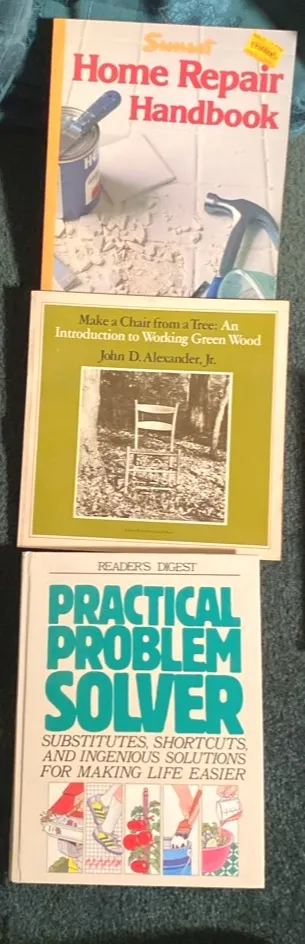 Sunset
Home Repair
Handbook
Make a Chair from a Tree: An
Introduction to Working Green Wood
John D. Alexander, Jr.
READER'S DIGEST
PRACTICAL
PROBLEM
SOLVER
SUBSTITUTES, SHORTCUTS,
AND INGENIOUS SOLUTIONS
FOR MAKING LIFE EASIER